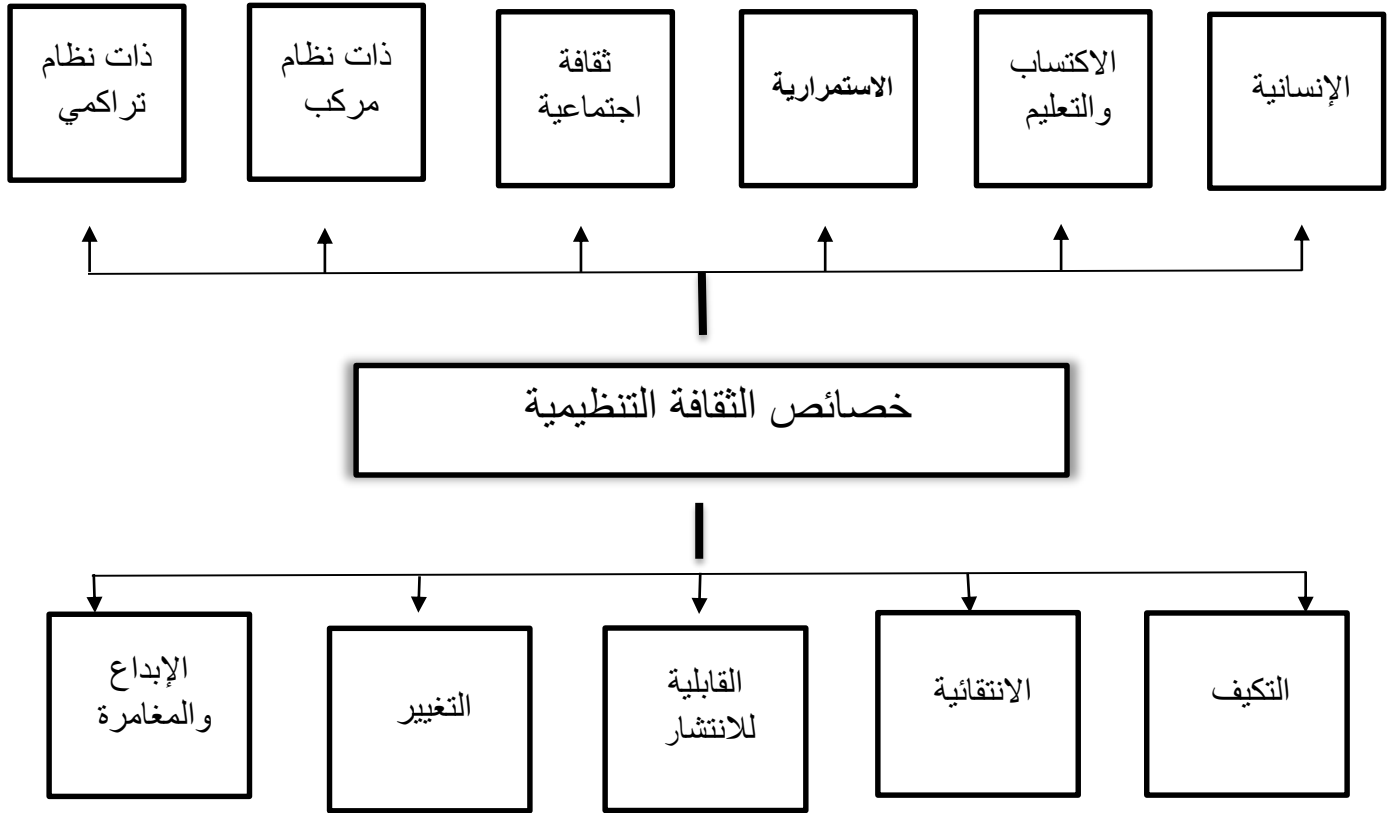 الإنسانية
الاكتساب
والتعليم
الاستمرارية
ثقافة
اجتماعية
ذات نظام
مركب
ذات نظام
تراكمي
خصائص الثقافة التنظيمية
التكيف
الانتقائية
القابلية
للانتشار
التغيير
الإبداع
والمغامرة